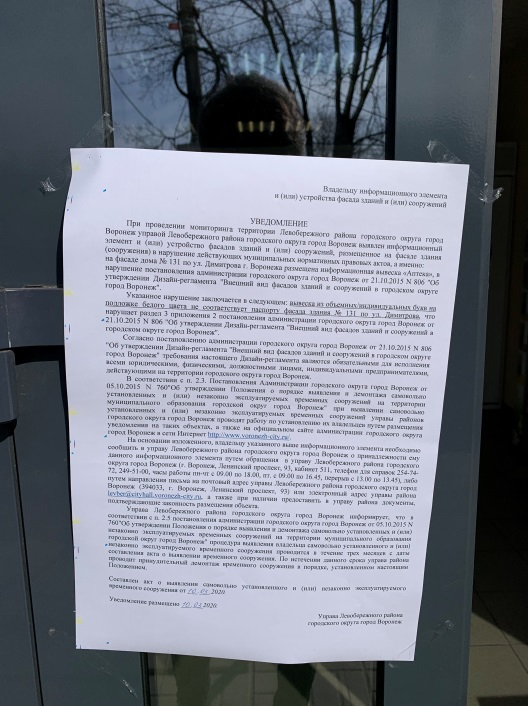 Владельцу информационного элемента
и (или) устройства фасада зданий и (или) сооружений
УВЕДОМЛЕНИЕ
При проведении мониторинга территории Левобережного района городского округа город
Воронеж управой Левобережного района городского округа город Воронеж выявлен информационный
элемент и (или) устройство фасадов зданий и (или) сооружений, размещенное на фасаде здания
(сооружения) в нарушение действующих муниципальных нормативных правовых актов, а именно:
на фасаде дома № 131 по ул. Димитрова г. Воронежа размещена информационная вывеска «Аптека», в
нарушение постановления администрации городского округа город Воронеж от 21.10.2015 N 806 "Об
утверждении Дизайн-регламента "Внешний вид фасадов зданий и сооружений в городском округе
город Воронеж".
Указанное нарушение заключается в следующем: вывеска из объемных/индивидуальных букв на
подложке белого цвета не соответствует паспорту фасада здания № 131 по ул. Димитрова, что
нарушает раздел 3 приложения 2 постановления администрации городского округа город Воронеж от
21.10.2015 N 806 "Об утверждении Дизайн-регламента "Внешний вид фасадов зданий и сооружений в
городском округе город Воронеж".
Согласно постановлению администрации городского округа город Воронеж от 21.10.2015 N 806
"Об утверждении Дизайн-регламента "Внешний вид фасадов зданий и сооружений в городском округе
город Воронеж" требования настоящего Дизайн-регламента являются обязательными для исполнения
всеми юридическими, физическими, должностными лицами, индивидуальными предпринимателями,
действующими на территории городского округа город Воронеж.
В соответствии с п. 2.3. Постановления Администрации городского округа город Воронеж от
05.10.2015 N 760"Об утверждении Положения о порядке выявления и демонтажа самовольно
установленных и (или) незаконно эксплуатируемых временных сооружений на территории
муниципального образования городской округ город Воронеж" при выявлении самовольно
установленных и (или) незаконно эксплуатируемых временных сооружений управы районов
городского округа город Воронеж проводят работу по установлению их владельцев путем размещения
уведомления на таких объектах, а также на официальном сайте администрации городского округа
город Воронеж в сети Интернет http://www.voronezh-city.ru/.
На основании изложенного, владельцу указанного выше информационного элемента необходимо
сообщить в управу Левобережного района городского округа город Воронеж о принадлежности ему
данного информационного элемента путем обращения в управу Левобережного района городского
округа город Воронеж (г. Воронеж, Ленинский проспект, 93, кабинет 511, телефон для справок 254-74-
72, 249-51-00, часы работы пн-чт с 09.00 по 18.00, пт. с 09.00 по 16.45, перерыв с 13.00 по 13.45), либо
путем направления письма на почтовый адрес управы Левобережного района городского округа город
Воронеж (394033, г. Воронеж, Ленинский проспект, 93) или электронный адрес управы района
levber@cityhall.voronezh-city.ru, а также при наличии предоставить в управу района документы,
подтверждающие законность размещения объекта.
Управа Левобережного района городского округа город Воронеж информирует, что в
соответствии с п. 2.5 постановления администрации городского округа город Воронеж от 05.10.2015 N
760"Об утверждении Положения о порядке выявления и демонтажа самовольно установленных и (или)
незаконно эксплуатируемых временных сооружений на территории муниципального образования
городской округ город Воронеж" процедура выявления владельца самовольно установленного и (или)
незаконно эксплуатируемого временного сооружения проводится в течение трех месяцев с даты
составления акта о выявлении временного сооружения. По истечении данного срока управа района
проводит принудительный демонтаж временного сооружения в порядке, установленном настоящим
Положением.
Составлен акт о выявлении самовольно установленного и (или) незаконно эксплуатируемого
временного сооружения от 10.03.2020
Уведомление размещено 10.03.2020
Управа Левобережного района
городского округа город Воронеж